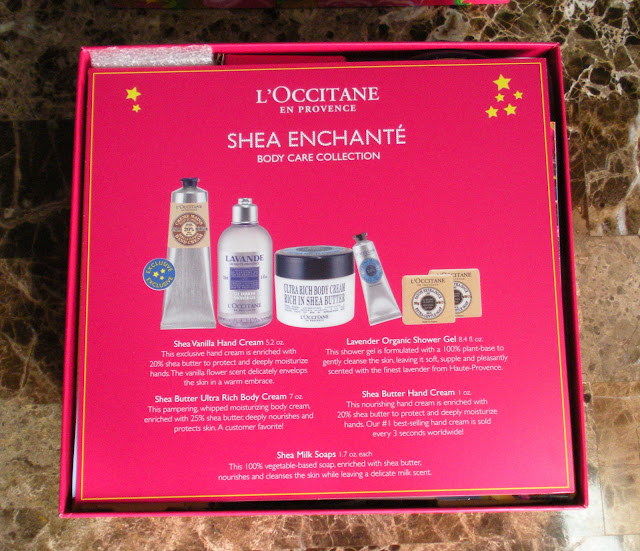 L'OCCITANE
EN PROVENCE
SHEA ENCHANTÉ
BODY CARE COLLECTION
L'OCCITANE
20%
EXCLUSIVE
EXCLUSIVE
LAVANDE
L'OCCITANE
ULTRA RICH BODY CREAM
RICH IN SHEA BUTTER
L'OCCITANE
Shea Vanilla Hand Cream 5.2 oz.
This exclusive hand cream is enriched with
20% shea butter to protect and deeply moisturize
hands. The vanilla flower scent delicately envelops
the skin in a warm embrace.
Lavender Organic Shower Gel 8.4 fl. oz.
This shower gel is formulated with a 100% plant-base to
gently cleanse the skin, leaving it soft, supple and pleasantly
scented with the finest lavender from Haute-Provence.
Shea Butter Ultra Rich Body Cream 7 oz.
This pampering, whipped moisturizing body cream,
enriched with 25% shea butter, deeply nourishes and
protects skin. A customer favorite!
Shea Butter Hand Cream 1 oz.
This nourishing hand cream is enriched with
20% shea butter to protect and deeply moisturize
hands. Our #1 best-selling hand cream is sold
every 3 seconds worldwide!
Shea Milk Soaps 1.7 oz. each
This 100% vegetable-based soap, enriched with shea butter,
nourishes and cleanses the skin while leaving a delicate milk scent.